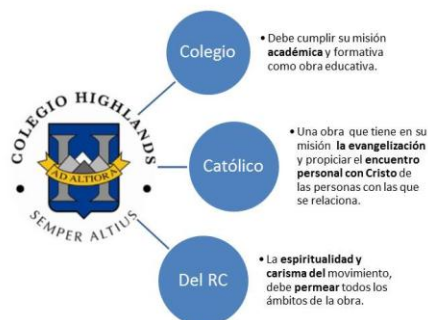 COLEGIO HIGHLANDS
AD ALTIORA
SEMPER ALTIUS
Colegio
• Debe cumplir su misión
académica y formativa
como obra educativa.
Católico
• Una obra que tiene en su
misión la evangelización
y propiciar el encuentro
personal con Cristo de
las personas con las que
se relaciona.
Del RC
• La espiritualidad y
carisma del movimiento,
debe permear todos los
ámbitos de la obra.